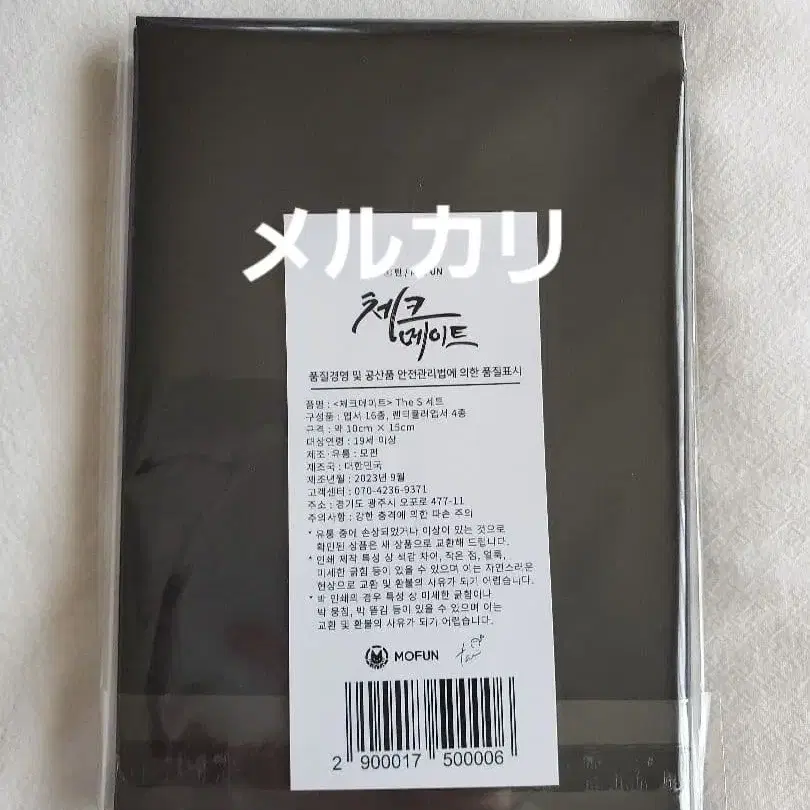 メルカリ
체크
메이트
품질경영 및 공산품 안전관리법에 의한 품질표시
품명 : <체크메이트> The S 세트
구성품 : 엽서 16종, 렌티큘러엽서 4종
규격 : 약 10cm × 15cm
대상연령 : 19세 이상
제조·유통 : 모펀
제조국 : 대한민국
제조년월 : 2023년 9월
고객센터 : 070-4236-9371
주소 : 경기도 광주시 오포로 477-11
주의사항 : 강한 충격에 의한 파손 주의
* 유통 중에 손상되었거나 이상이 있는 것으로
확인된 상품은 새 상품으로 교환해 드립니다.
* 인쇄 제작 특성 상 색감 차이, 작은 점, 얼룩,
미세한 긁힘 등이 있을 수 있으며 이는 자연스러운
현상으로 교환 및 환불의 사유가 되기 어렵습니다.
* 박 인쇄의 경우 특성 상 미세한 긁힘이나
박 뭉침, 박 뜯김 등이 있을 수 있으며 이는
교환 및 환불의 사유가 되기 어렵습니다.
MOFUN
2 900017 500006